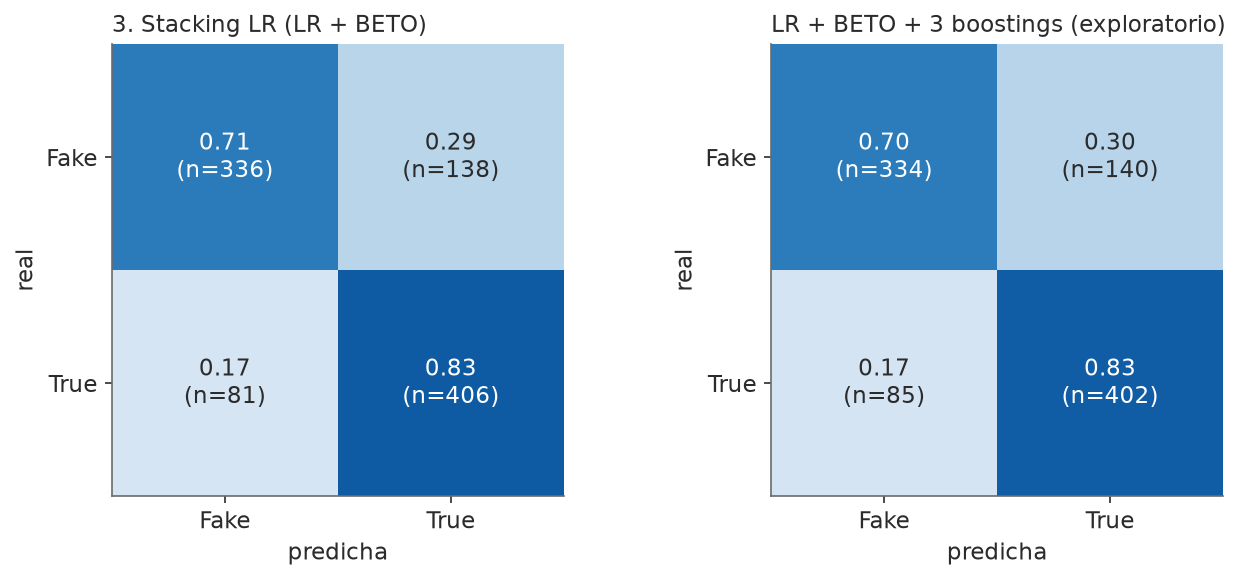 3. Stacking LR (LR + BETO)
0.71
(n=336)
0.29
(n=138)
0.17
(n=81)
0.83
(n=406)
Fake
True
real
Fake
True
predicha
LR + BETO + 3 boostings (exploratorio)
0.70
(n=334)
0.30
(n=140)
0.17
(n=85)
0.83
(n=402)
Fake
True
real
Fake
True
predicha